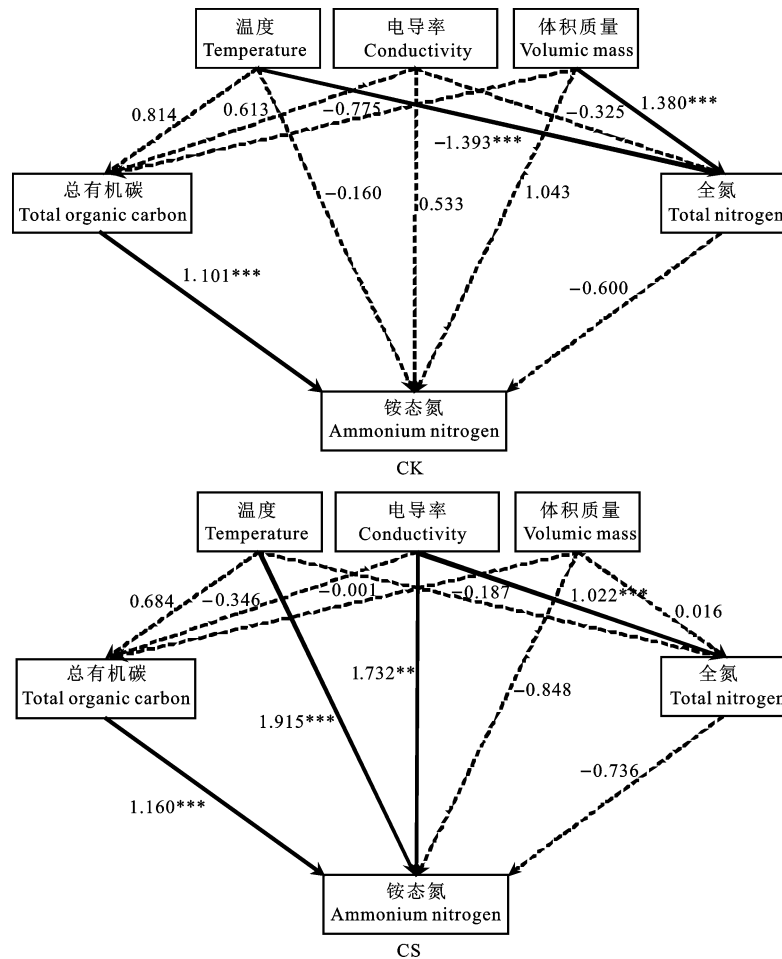 温度
Temperature
电导率
Conductivity
体积质量
Volumic mass
0.814
0.613
−0.775
−0.325
1.380***
−1.393***
总有机碳
Total organic carbon
−0.160
0.533
1.043
全氮
Total nitrogen
1.101***
−0.600
铵态氮
Ammonium nitrogen
CK
温度
Temperature
电导率
Conductivity
体积质量
Volumic mass
0.684
−0.346
−0.001
−0.187
1.022***
0.016
总有机碳
Total organic carbon
1.915***
1.732**
−0.848
全氮
Total nitrogen
1.160***
−0.736
铵态氮
Ammonium nitrogen
CS